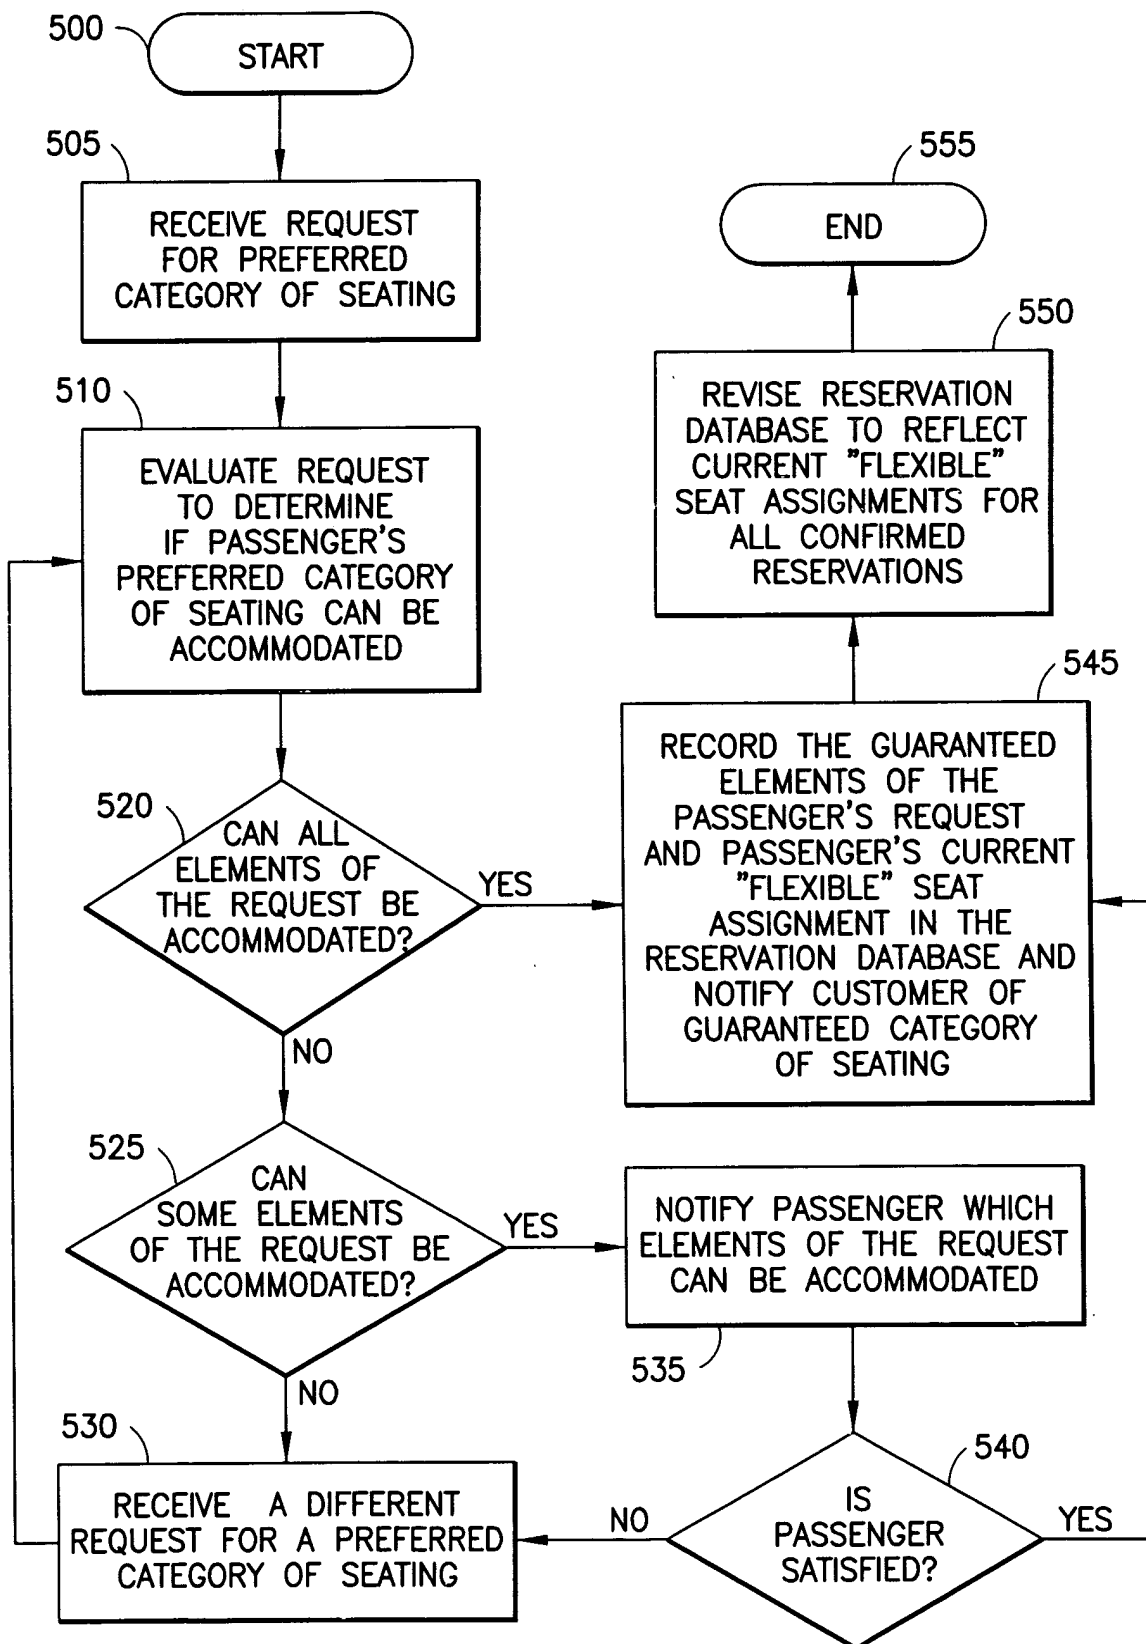 500
START
505
RECEIVE REQUEST
FOR PREFERRED
CATEGORY OF SEATING
510
EVALUATE REQUEST
TO DETERMINE
IF PASSENGER'S
PREFERRED CATEGORY
OF SEATING CAN BE
ACCOMMODATED
520
CAN ALL
ELEMENTS OF
THE REQUEST BE
ACCOMMODATED?
YES
NO
525
CAN
SOME ELEMENTS
OF THE REQUEST BE
ACCOMMODATED?
YES
NO
530
RECEIVE A DIFFERENT
REQUEST FOR A PREFERRED
CATEGORY OF SEATING
NOTIFY PASSENGER WHICH
ELEMENTS OF THE REQUEST
CAN BE ACCOMMODATED
535
540
IS
PASSENGER
SATISFIED?
NO
YES
545
RECORD THE GUARANTEED
ELEMENTS OF THE
PASSENGER'S REQUEST
AND PASSENGER'S CURRENT
"FLEXIBLE" SEAT
ASSIGNMENT IN THE
RESERVATION DATABASE AND
NOTIFY CUSTOMER OF
GUARANTEED CATEGORY
OF SEATING
550
REVISE RESERVATION
DATABASE TO REFLECT
CURRENT "FLEXIBLE"
SEAT ASSIGNMENTS FOR
ALL CONFIRMED
RESERVATIONS
555
END